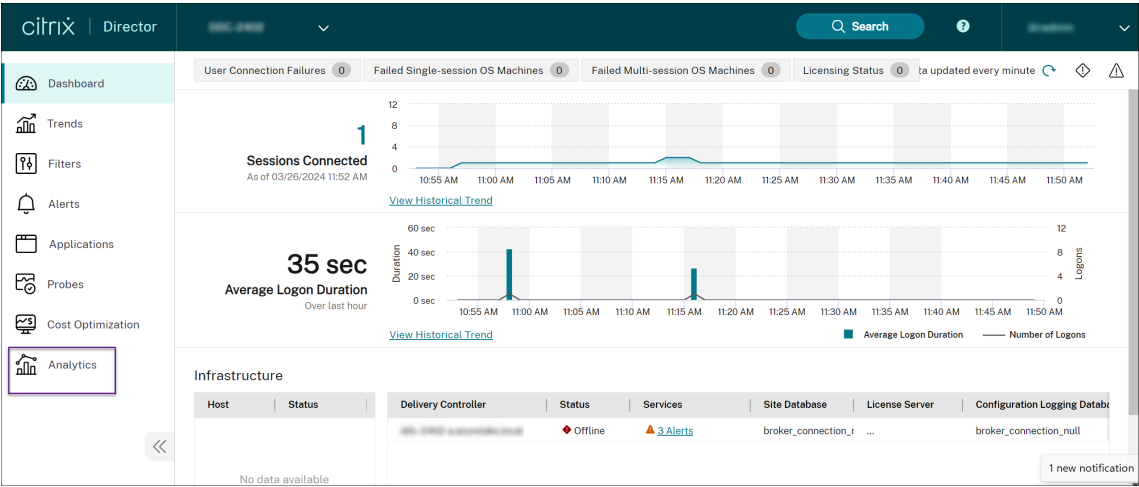 citrix | Director
Search
?
User Connection Failures 0
Failed Single-session OS Machines 0
Failed Multi-session OS Machines 0
Licensing Status 0
ta updated every minute
Dashboard
Trends
Filters
Alerts
Applications
Probes
Cost Optimization
Analytics
1
Sessions Connected
As of 03/26/2024 11:52 AM
12
8
4
0
10:55 AM 11:00 AM 11:05 AM 11:10 AM 11:15 AM 11:20 AM 11:25 AM 11:30 AM 11:35 AM 11:40 AM 11:45 AM 11:50 AM
View Historical Trend
35 sec
Average Logon Duration
Over last hour
Duration
60 sec
40 sec
20 sec
0 sec
12
8
4
0
Logons
10:55 AM 11:00 AM 11:05 AM 11:10 AM 11:15 AM 11:20 AM 11:25 AM 11:30 AM 11:35 AM 11:40 AM 11:45 AM 11:50 AM
View Historical Trend
Average Logon Duration
Number of Logons
Infrastructure
Host Status
No data available
Delivery Controller Status Services Site Database License Server Configuration Logging Databa
Offline 3 Alerts broker_connection_r ... broker_connection_null
1 new notification